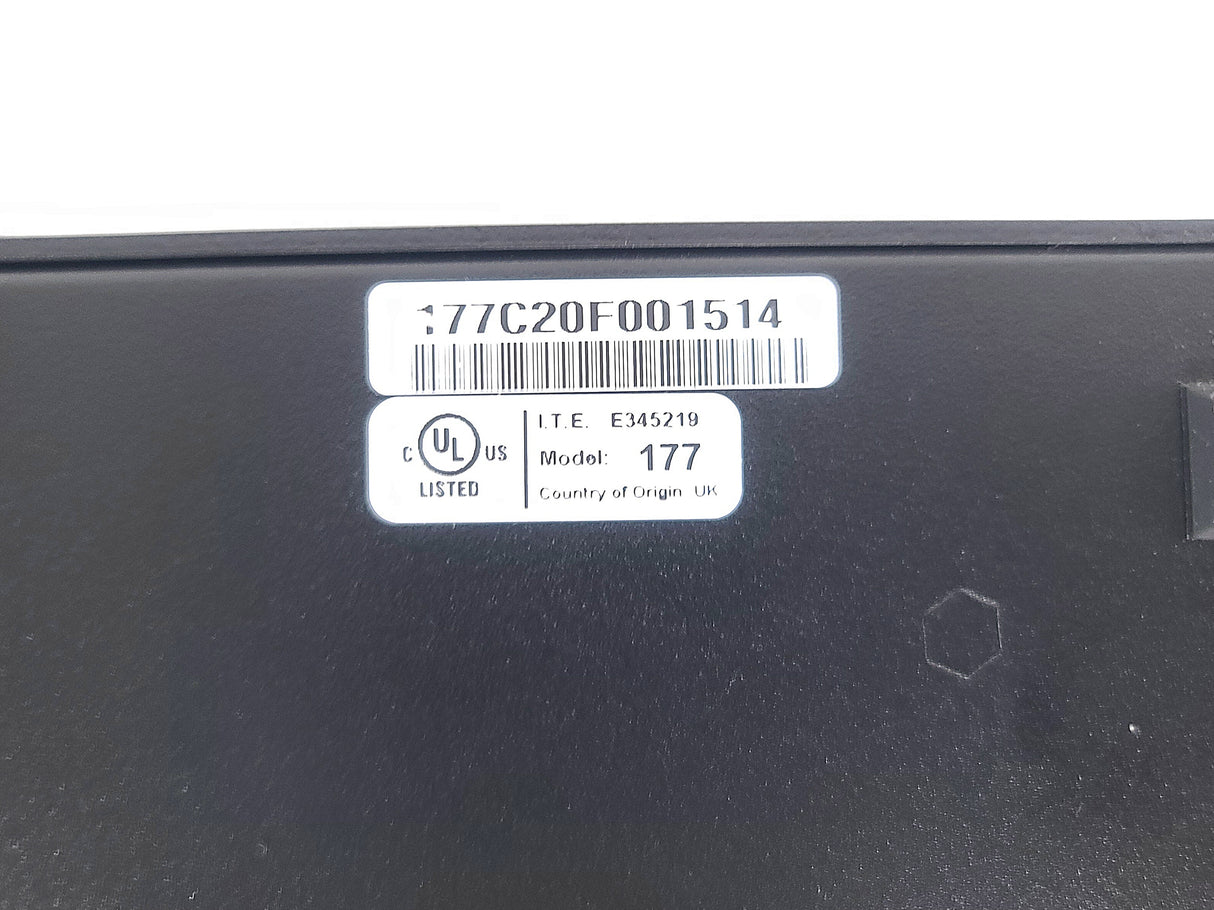 177C20F001514
C UL US
LISTED
I.T.E. E345219
Model: 177
Country of Origin UK